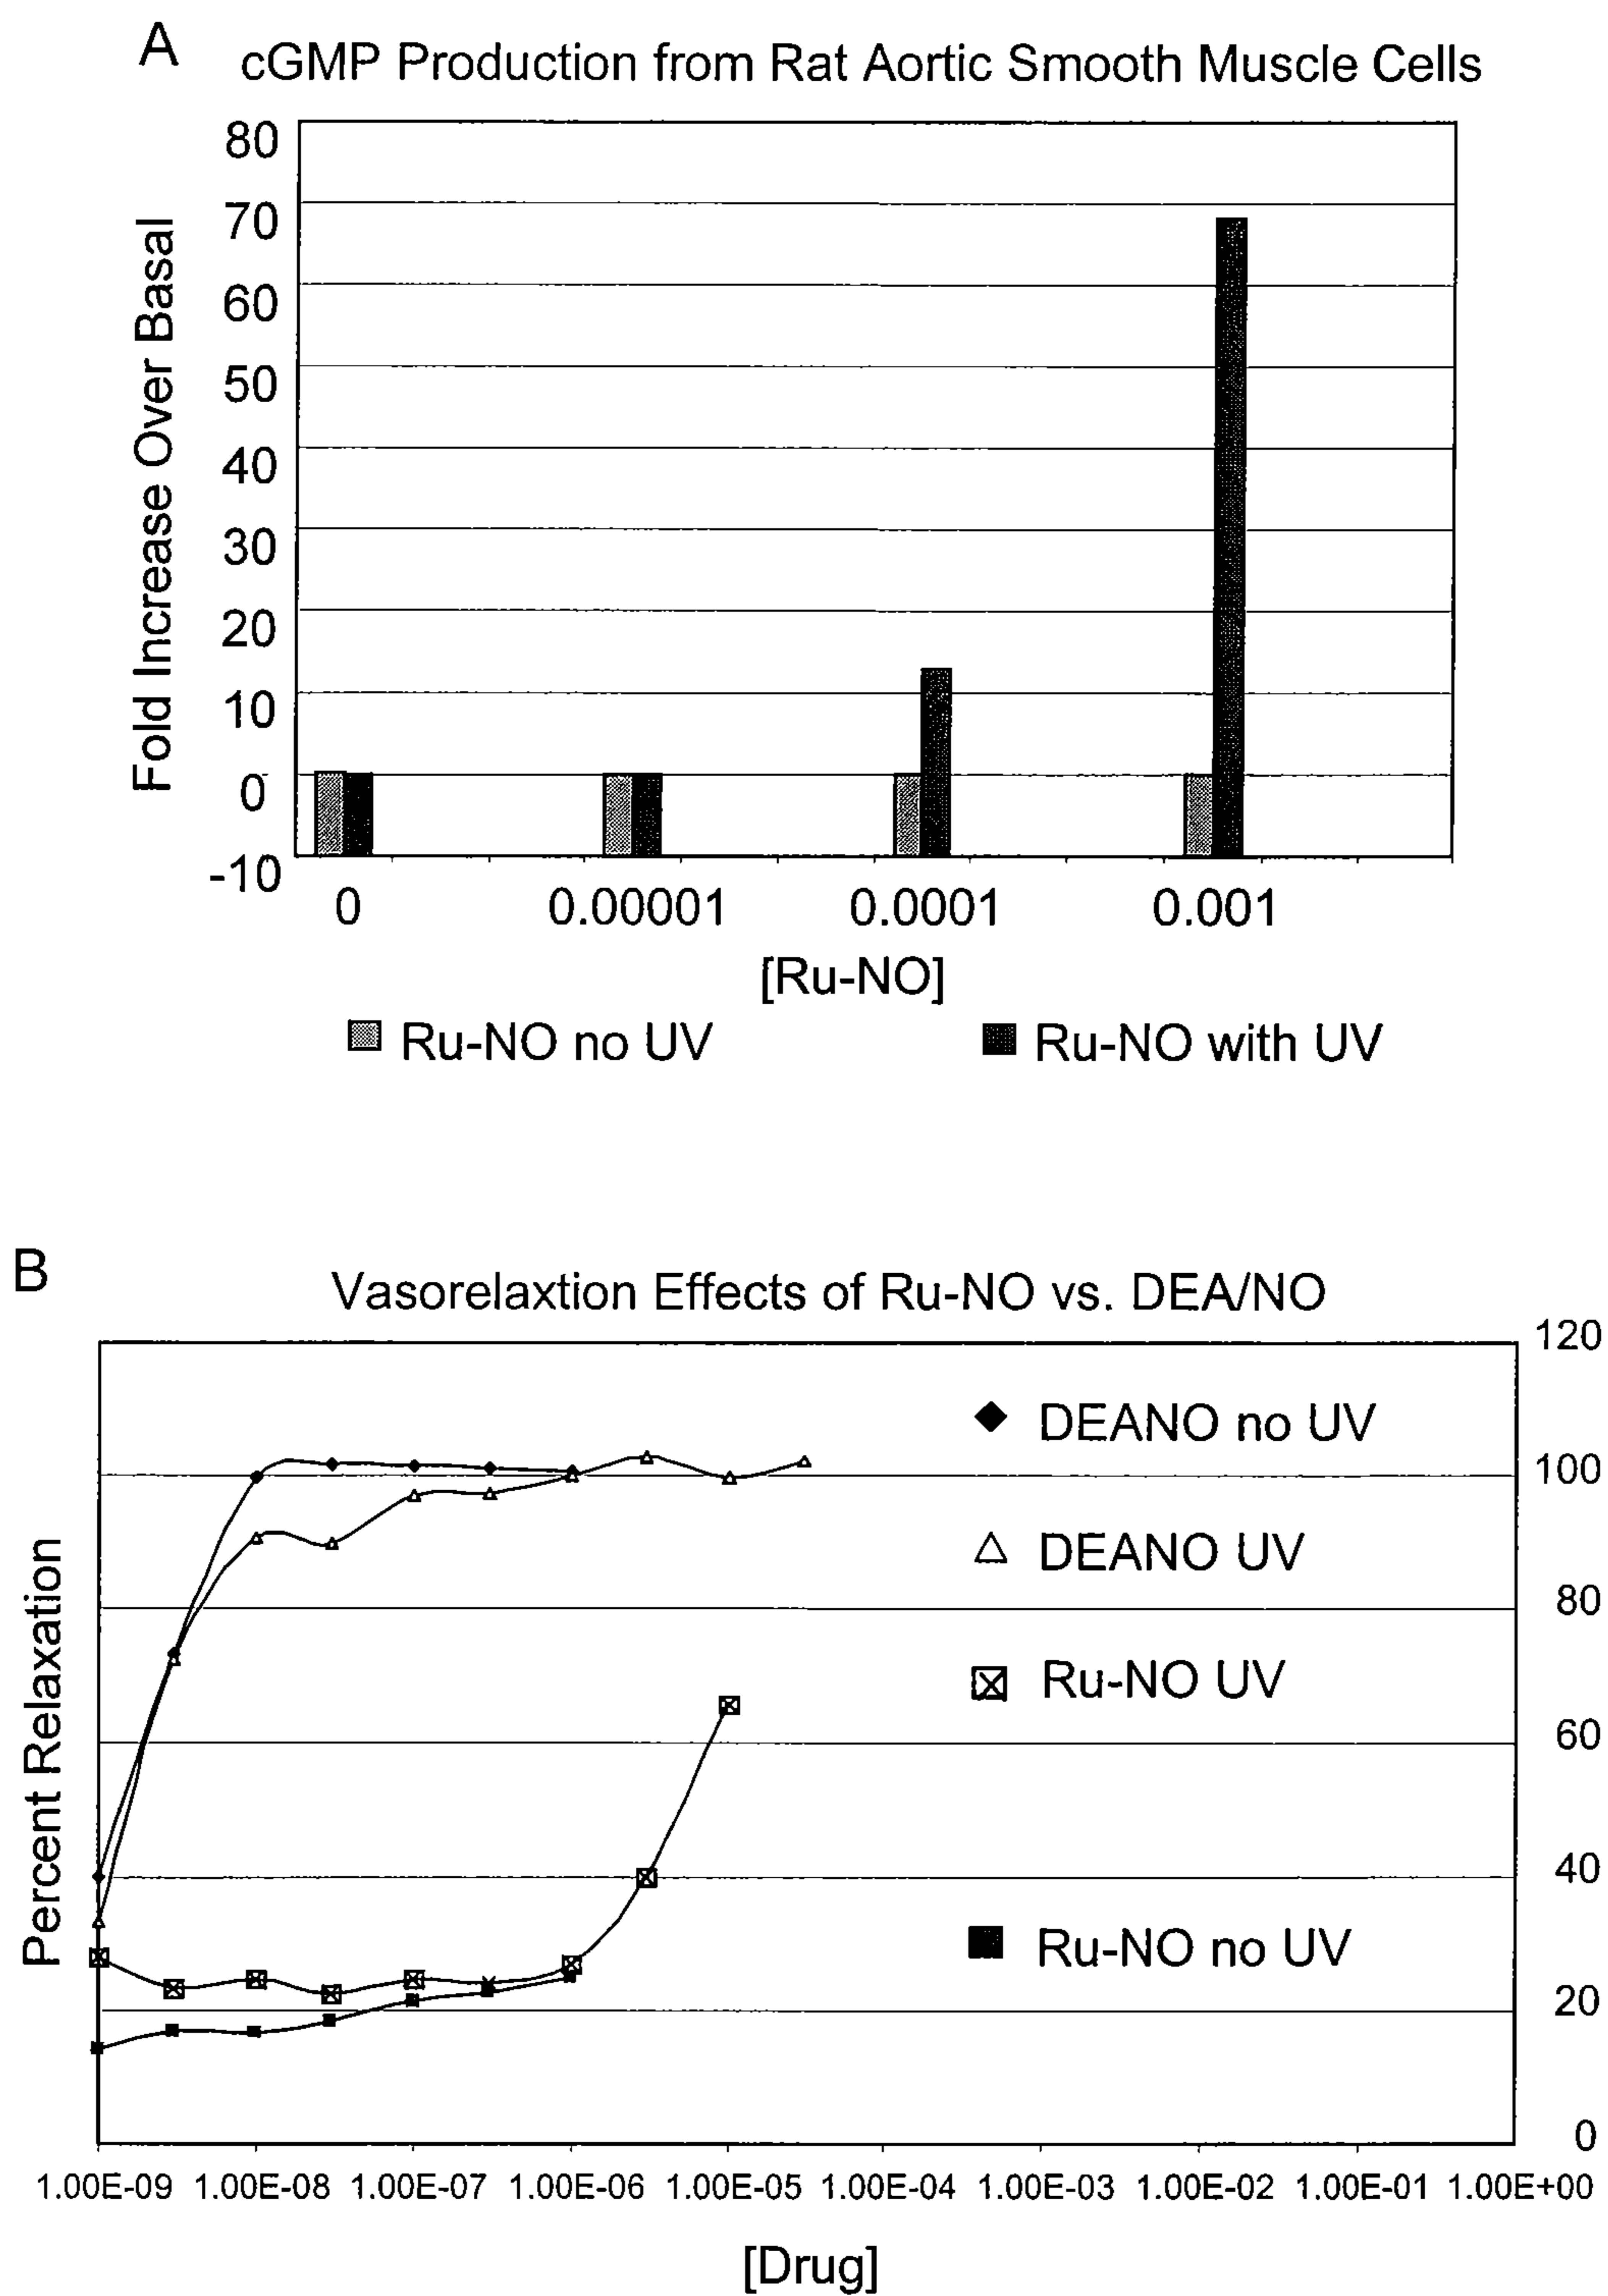 A
cGMP Production from Rat Aortic Smooth Muscle Cells
Fold Increase Over Basal
80
70
60
50
40
30
20
10
0
-10
0 0.00001 0.0001 0.001
[Ru-NO]
Ru-NO no UV Ru-NO with UV
B
Vasorelaxtion Effects of Ru-NO vs. DEA/NO
Percent Relaxation
120
100
80
60
40
20
0
DEANO no UV
DEANO UV
Ru-NO UV
Ru-NO no UV
1.00E-09 1.00E-08 1.00E-07 1.00E-06 1.00E-05 1.00E-04 1.00E-03 1.00E-02 1.00E-01 1.00E+00
[Drug]